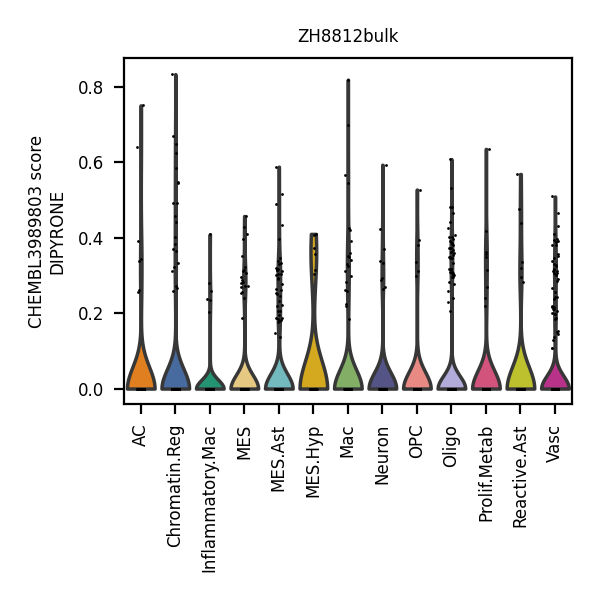 ZH8812bulk
CHEMBL3989803 score
DIPYRONE
0.8
0.6
0.4
0.2
0.0
AC
Chromatin.Reg
Inflammatory.Mac
MES
MES.Ast
MES.Hyp
Mac
Neuron
OPC
Oligo
Prolif.Metab
Reactive.Ast
Vasc